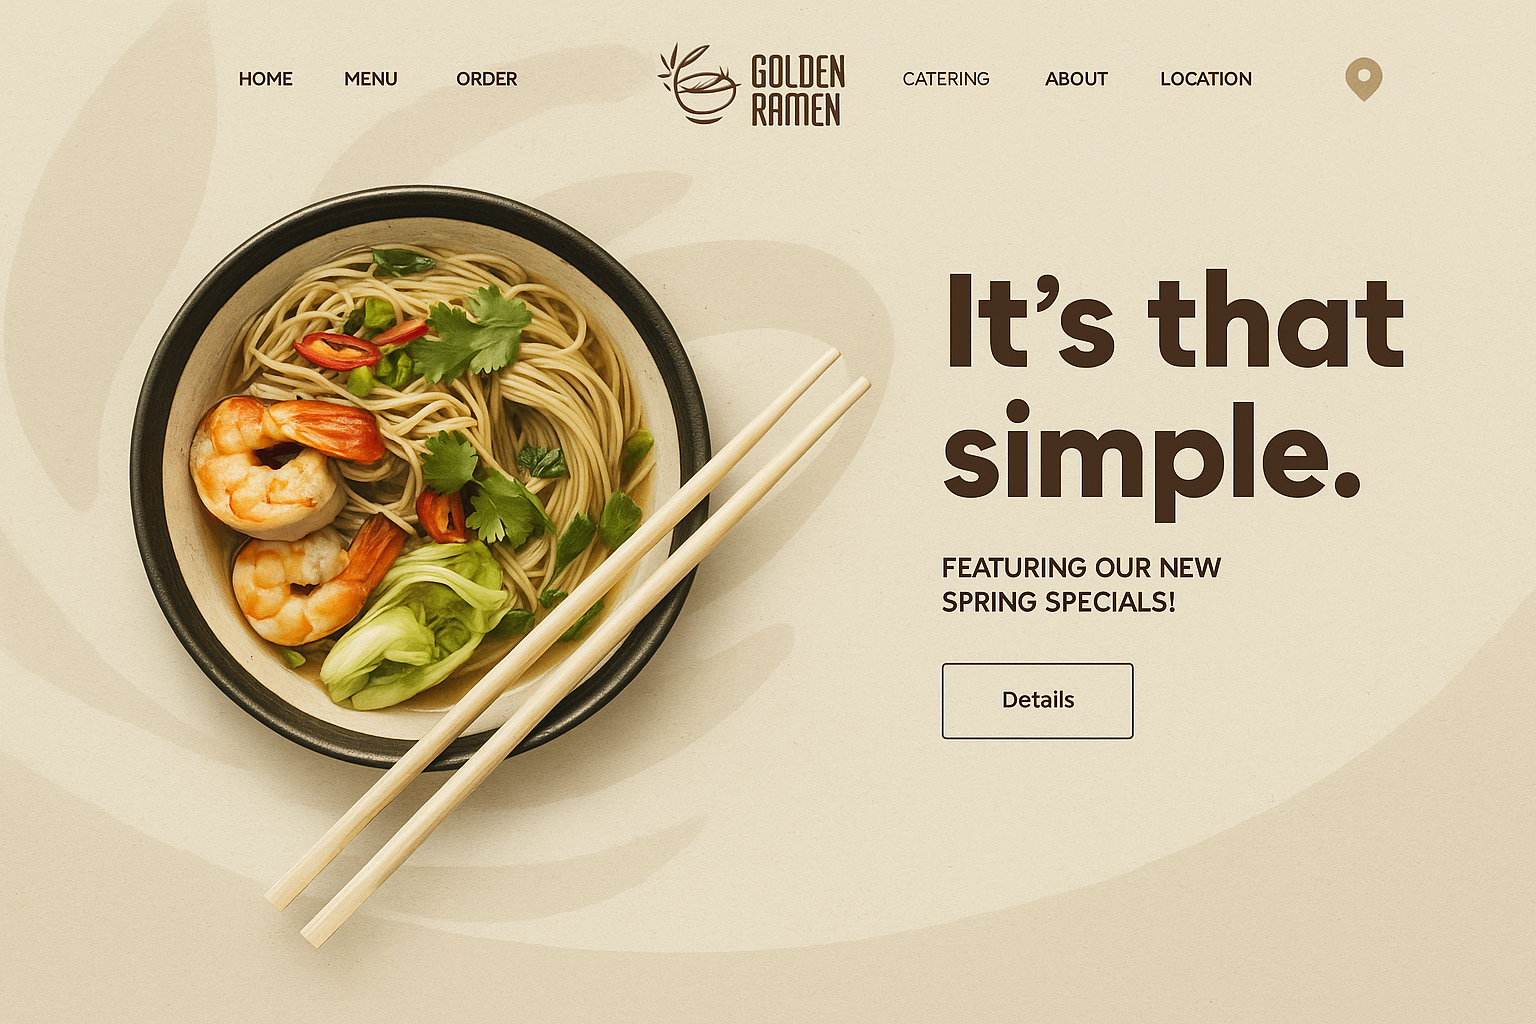 HOME MENU ORDER GOLDEN RAMEN CATERING ABOUT LOCATION
It’s that
simple.
FEATURING OUR NEW
SPRING SPECIALS!
Details